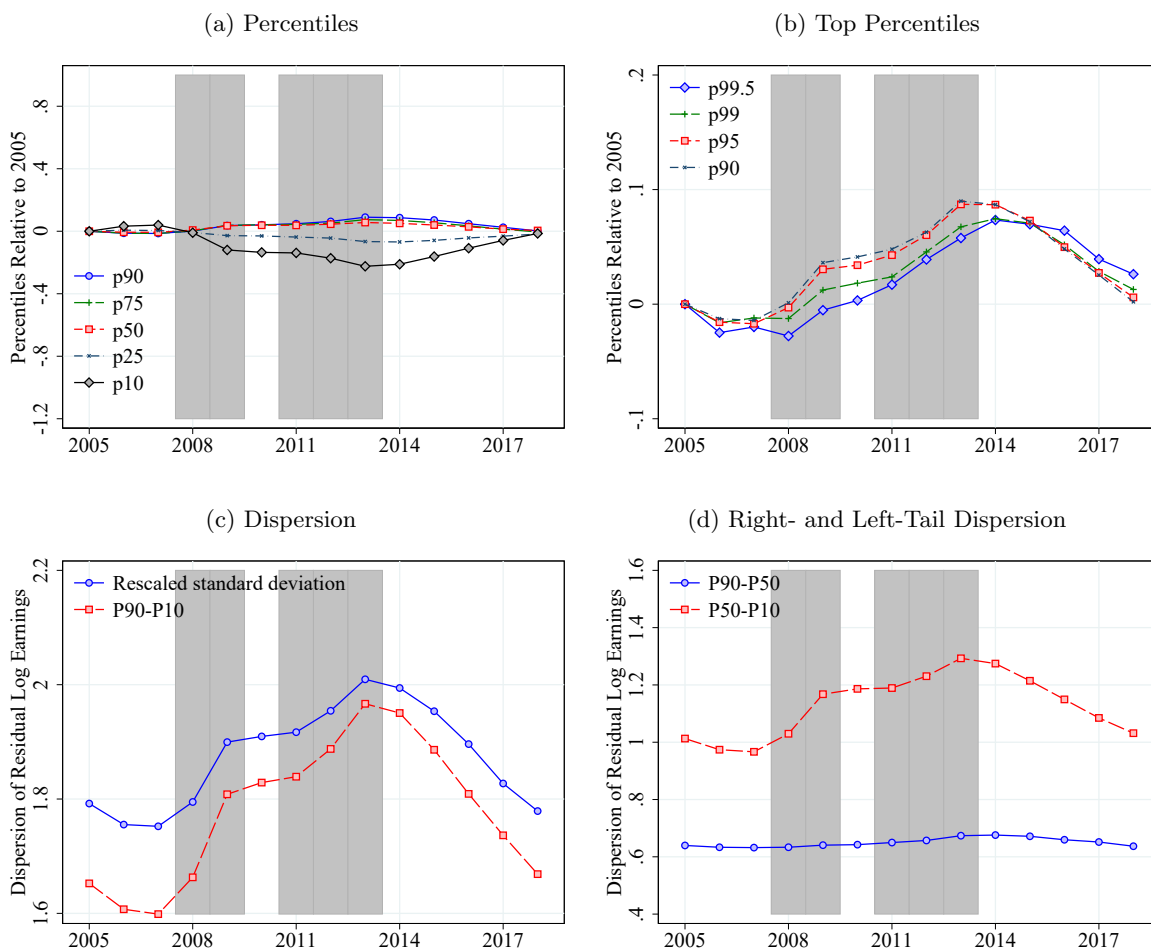 (a) Percentiles
Percentiles Relative to 2005
.8
.4
0
-.4
-.8
-1.2
p90
p75
p50
p25
p10
2005 2008 2011 2014 2017
(b) Top Percentiles
Percentiles Relative to 2005
.2
.1
0
-.1
p99.5
p99
p95
p90
2005 2008 2011 2014 2017
(c) Dispersion
Dispersion of Residual Log Earnings
2.2
2
1.8
1.6
Rescaled standard deviation
P90-P10
2005 2008 2011 2014 2017
(d) Right- and Left-Tail Dispersion
Dispersion of Residual Log Earnings
1.6
1.4
1.2
1
.8
.6
.4
P90-P50
P50-P10
2005 2008 2011 2014 2017